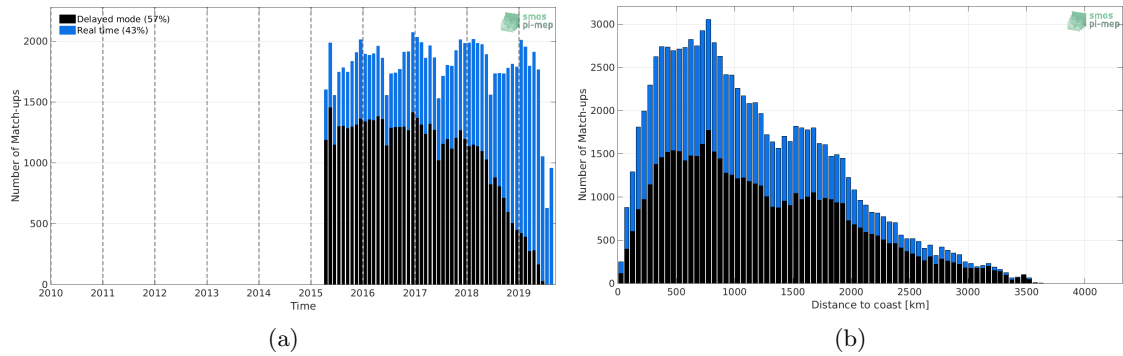 smos
pi-mep
Delayed mode (57%)
Real time (43%)
Number of Match-ups
2000
1500
1000
500
0
2010 2011 2012 2013 2014 2015 2016 2017 2018 2019
Time
(a)
smos
pi-mep
Number of Match-ups
3000
2500
2000
1500
1000
500
0
0 500 1000 1500 2000 2500 3000 3500 4000
Distance to coast [km]
(b)